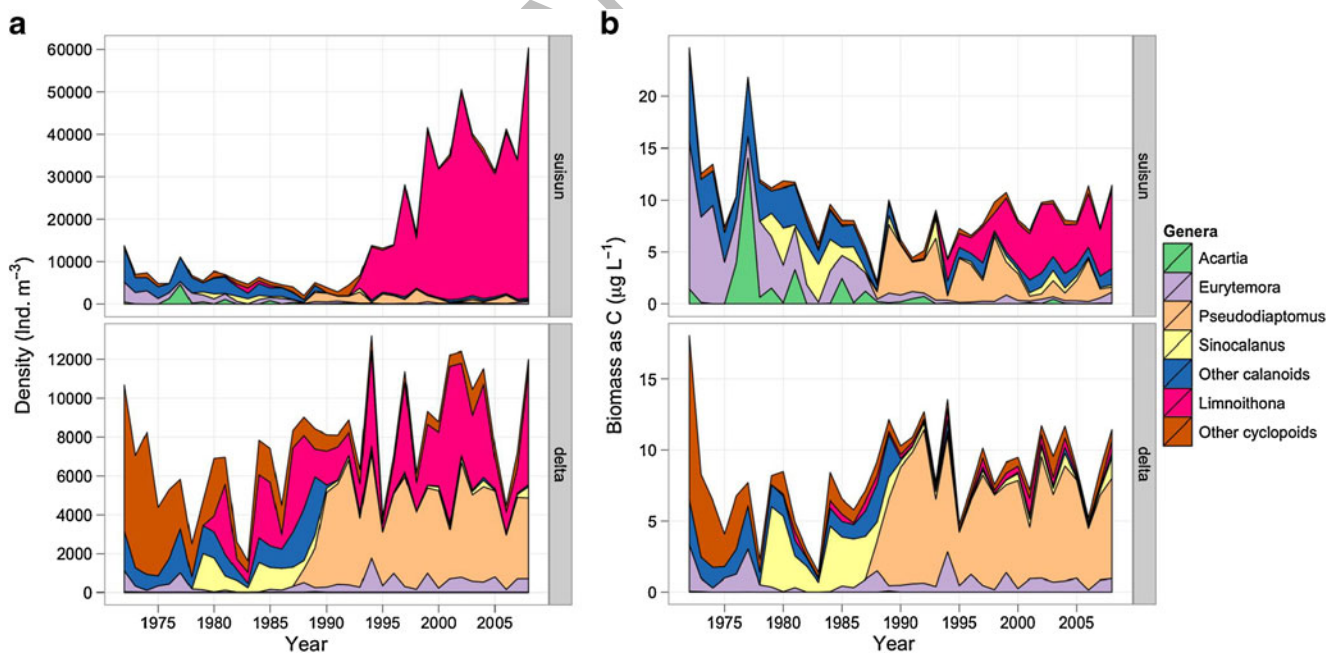 a
b
60000
50000
40000
30000
20000
10000
0
suisun
12000
10000
8000
6000
4000
2000
0
delta
Density (Ind. m⁻³)
1975 1980 1985 1990 1995 2000 2005
Year
20
15
10
5
0
suisun
15
10
5
0
delta
Biomass as C (µg L⁻¹)
1975 1980 1985 1990 1995 2000 2005
Year
Genera
Acartia
Eurytemora
Pseudodiaptomus
Sinocalanus
Other calanoids
Limnoithona
Other cyclopoids